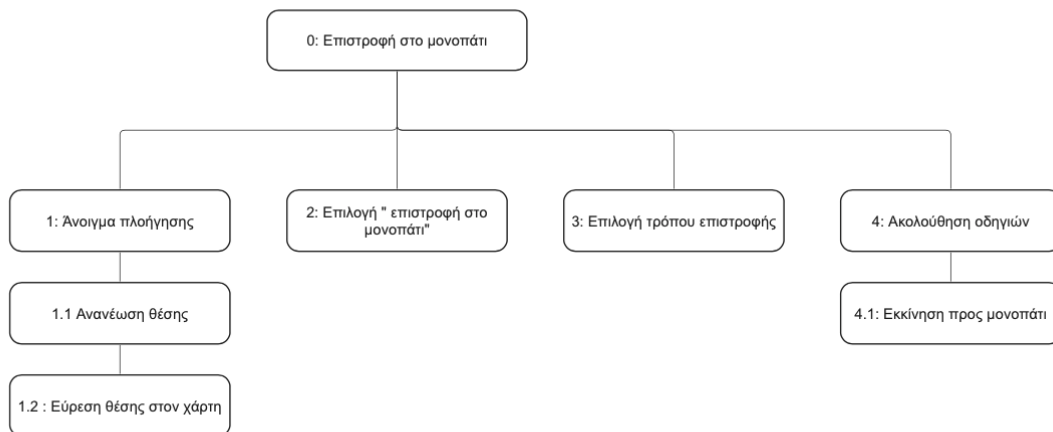 0: Επιστροφή στο μονοπάτι
1: Άνοιγμα πλοήγησης
2: Επιλογή " επιστροφή στο
μονοπάτι"
3: Επιλογή τρόπου επιστροφής
4: Ακολούθηση οδηγιών
1.1 Ανανέωση θέσης
4.1: Εκκίνηση προς μονοπάτι
1.2 : Εύρεση θέσης στον χάρτη